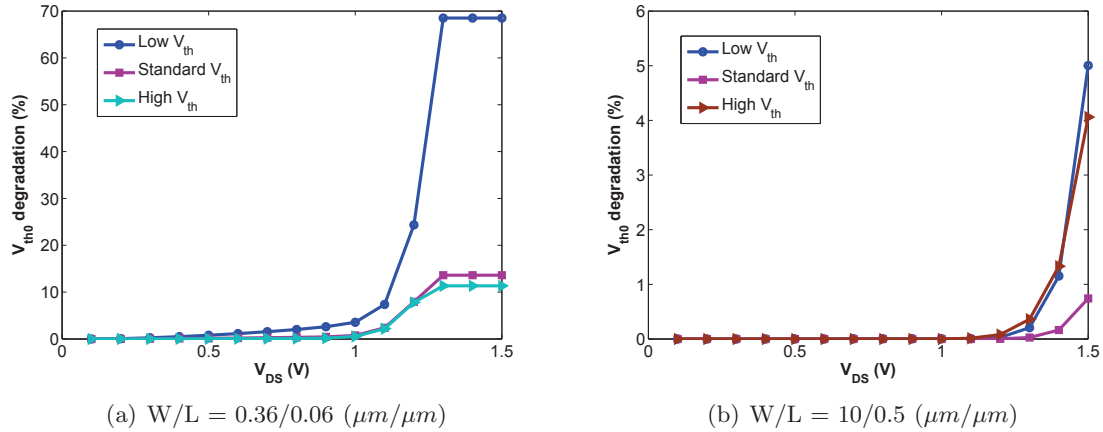 70
60
50
40
30
20
10
0
V_th0 degradation (%)
Low V_th
Standard V_th
High V_th
0 0.5 1 1.5
V_DS (V)
(a) W/L = 0.36/0.06 (μm/μm)
6
5
4
3
2
1
0
V_th0 degradation (%)
Low V_th
Standard V_th
High V_th
0 0.5 1 1.5
V_DS (V)
(b) W/L = 10/0.5 (μm/μm)